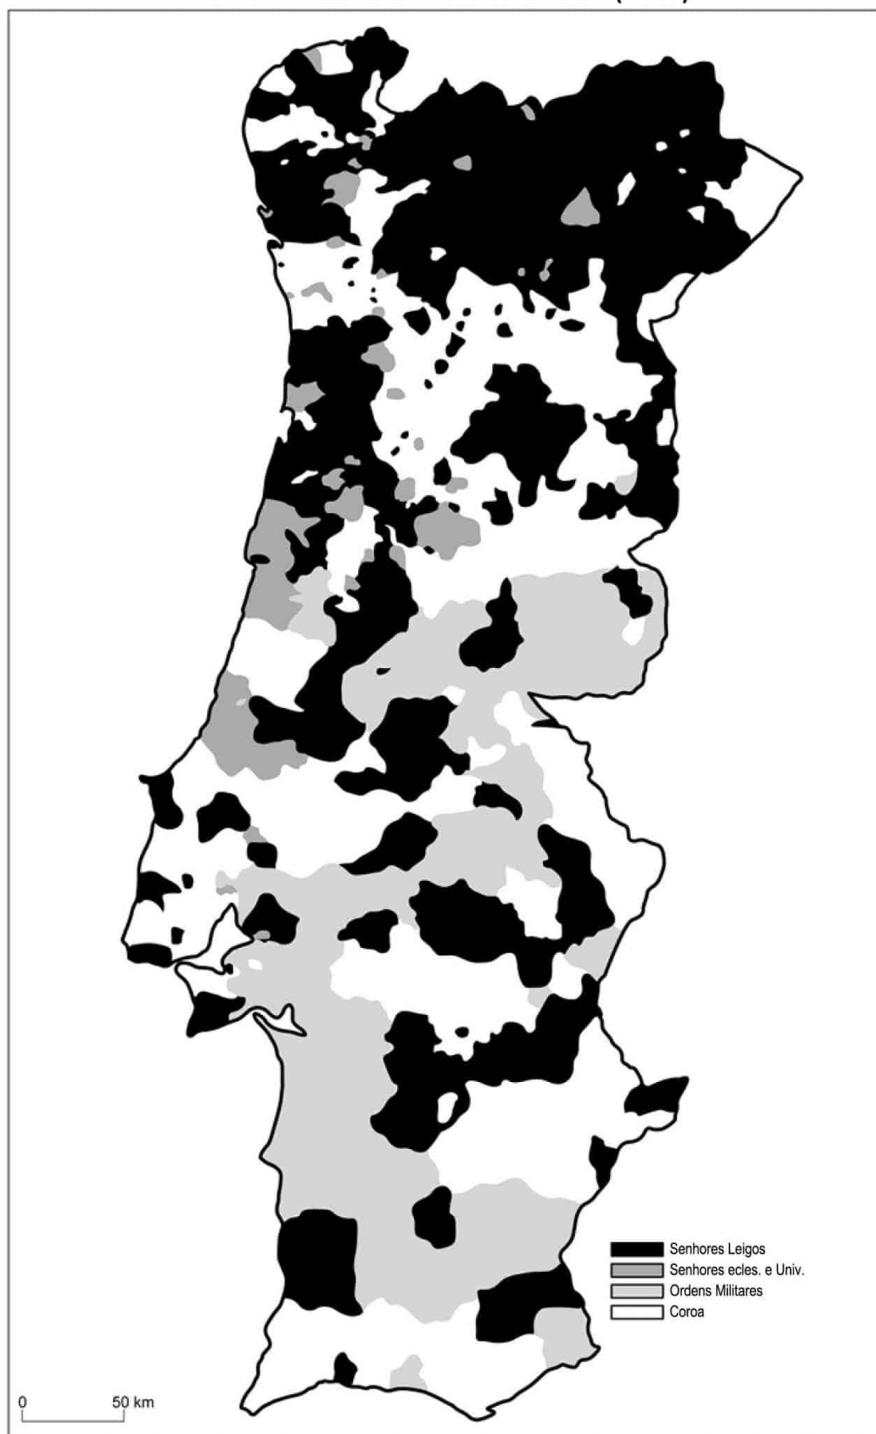 Senhores Leigos
Senhores ecles. e Univ.
Ordens Militares
Coroa
0 50 km